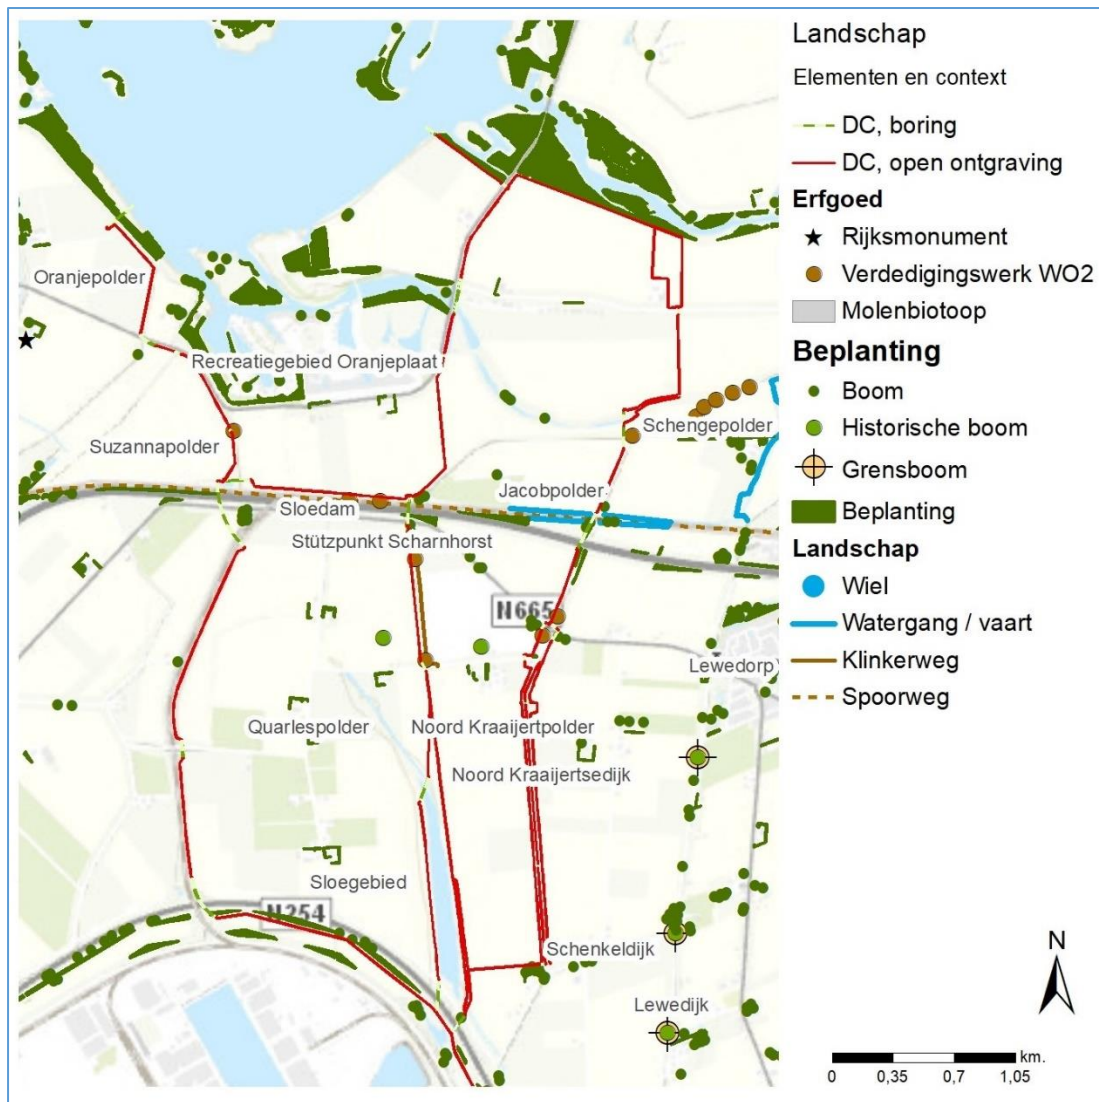 Oranjepolder
Recreatiegebied Oranjeplaat
Suzannapolder
Schengepolder
Jacobpolder
Sloedam
Stützpunkt Scharnhorst
N665
Lewedorp
Quarlespolder
Noord Kraaijertpolder
Noord Kraaijertsedijk
Sloegebied
N254
Schenkeldijk
Lewedijk
Landschap
Elementen en context
DC, boring
DC, open ontgraving
Erfgoed
Rijksmonument
Verdedigingswerk WO2
Molenbiotoop
Beplanting
Boom
Historische boom
Grensboom
Beplanting
Landschap
Wiel
Watergang / vaart
Klinkerweg
Spoorweg
N
km.
0 0,35 0,7 1,05